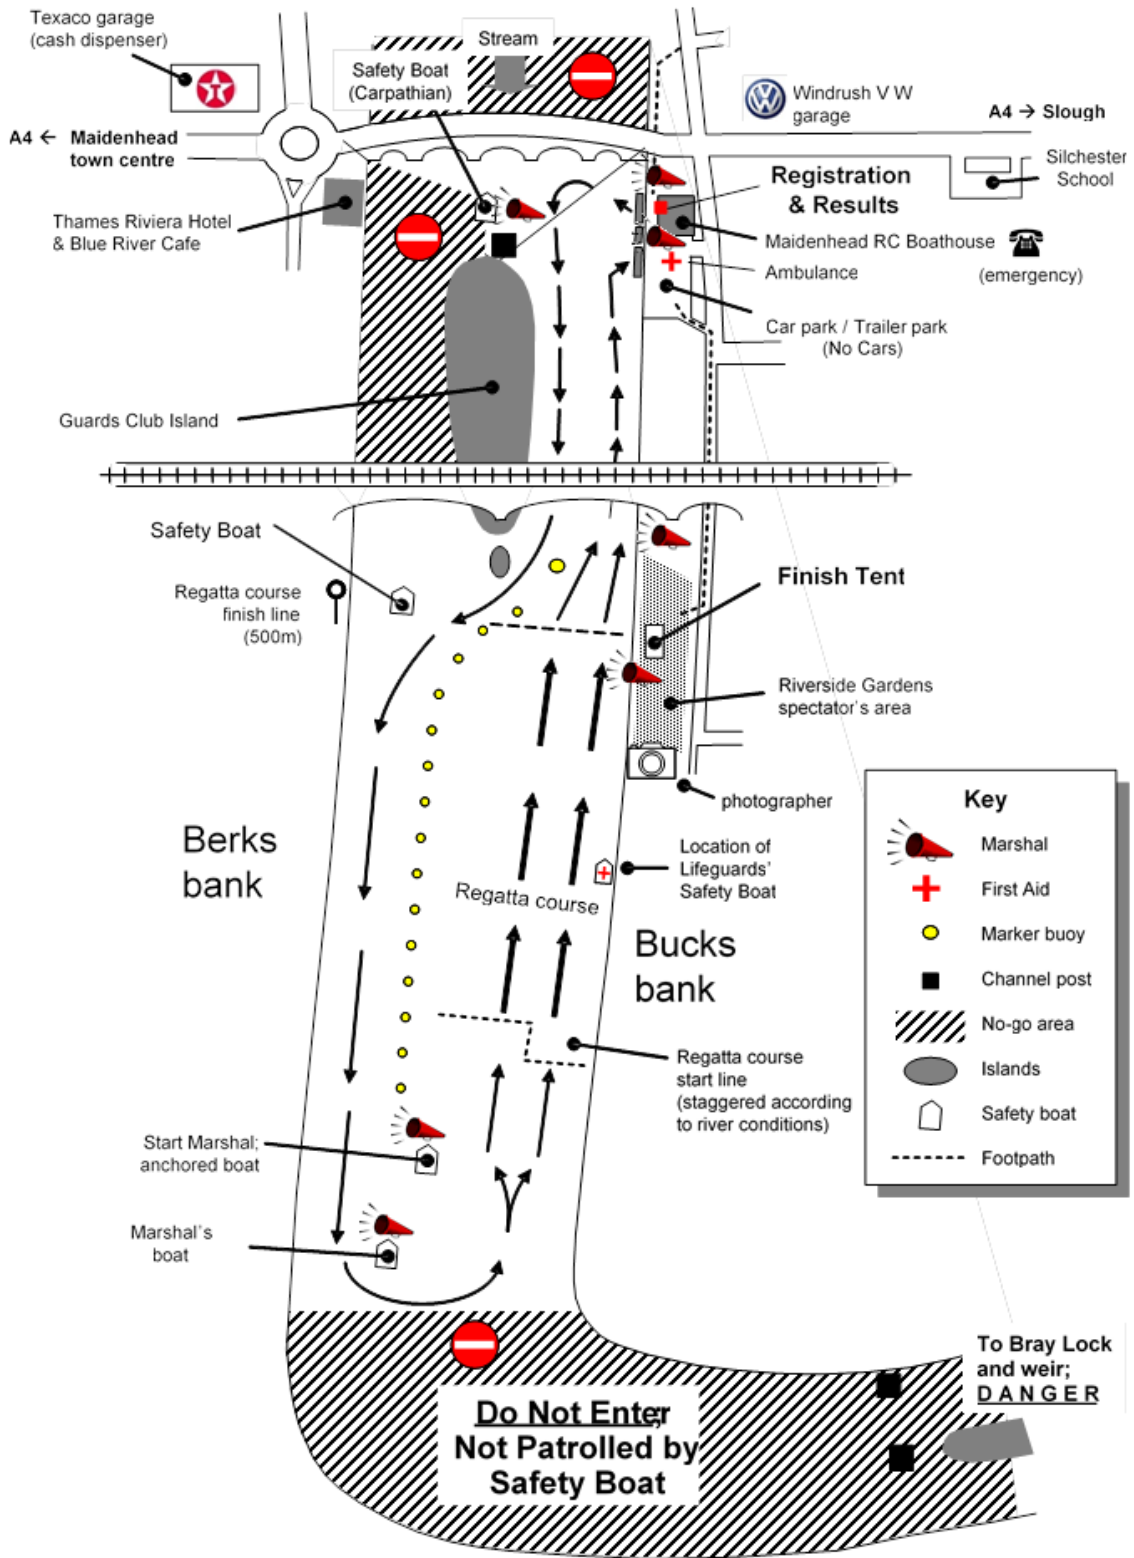 Texaco garage
(cash dispenser)
Stream
Safety Boat
(Carpathian)
Windrush V W
garage
A4 → Slough
A4 ← Maidenhead
town centre
Silchester
School
Registration
& Results
Thames Riviera Hotel
& Blue River Cafe
Maidenhead RC Boathouse
(emergency)
Ambulance
Car park / Trailer park
(No Cars)
Guards Club Island
Safety Boat
Finish Tent
Regatta course
finish line
(500m)
Riverside Gardens
spectator's area
photographer
Berks
bank
Location of
Lifeguards'
Safety Boat
Regatta course
Bucks
bank
Regatta course
start line
(staggered according
to river conditions)
Start Marshal;
anchored boat
Marshal's
boat
Key
Marshal
First Aid
Marker buoy
Channel post
No-go area
Islands
Safety boat
Footpath
To Bray Lock
and weir;
DANGER
Do Not Enter,
Not Patrolled by
Safety Boat